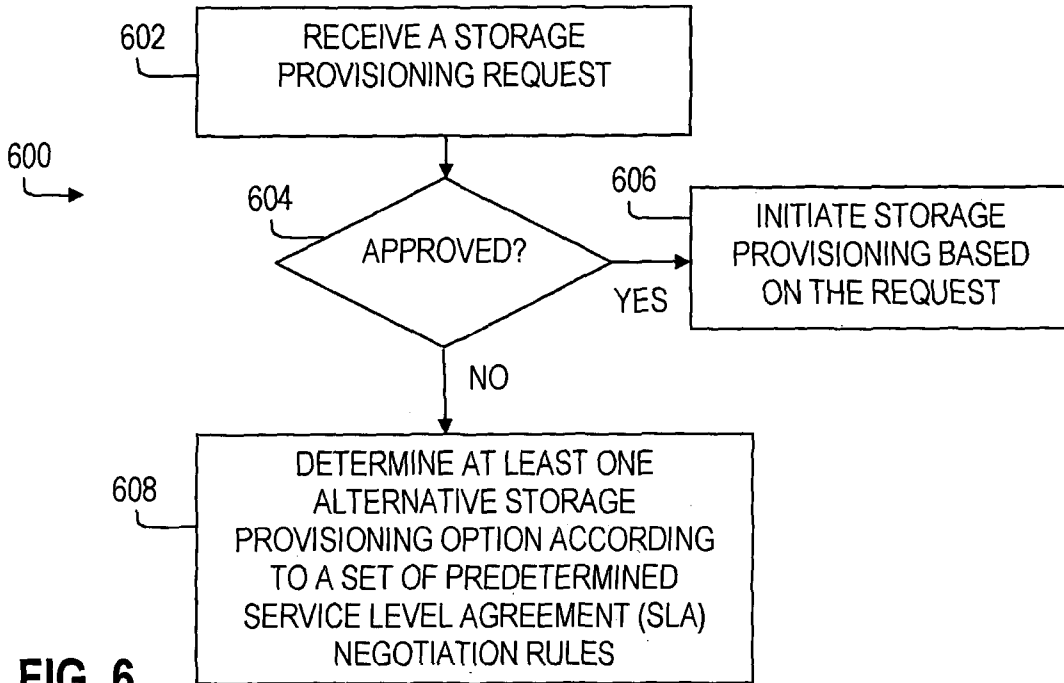 602
RECEIVE A STORAGE
PROVISIONING REQUEST
600
604
APPROVED?
606
INITIATE STORAGE
PROVISIONING BASED
ON THE REQUEST
YES
NO
608
DETERMINE AT LEAST ONE
ALTERNATIVE STORAGE
PROVISIONING OPTION ACCORDING
TO A SET OF PREDETERMINED
SERVICE LEVEL AGREEMENT (SLA)
NEGOTIATION RULES
FIG. 6